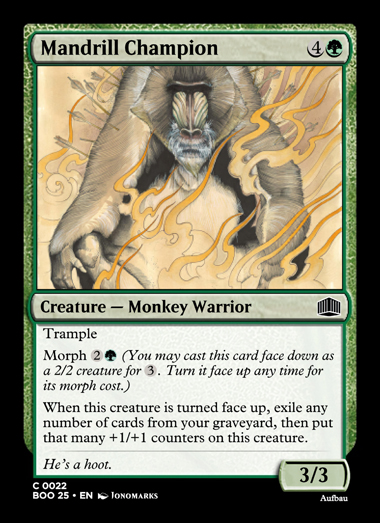 Mandrill Champion 4
Creature — Monkey Warrior
Trample
Morph 2 (You may cast this card face down as
a 2/2 creature for 3. Turn it face up any time for
its morph cost.)
When this creature is turned face up, exile any
number of cards from your graveyard, then put
that many +1/+1 counters on this creature.
He's a hoot.
3/3
C 0022
BOO 25 • EN JONOMARKS
Aufbau